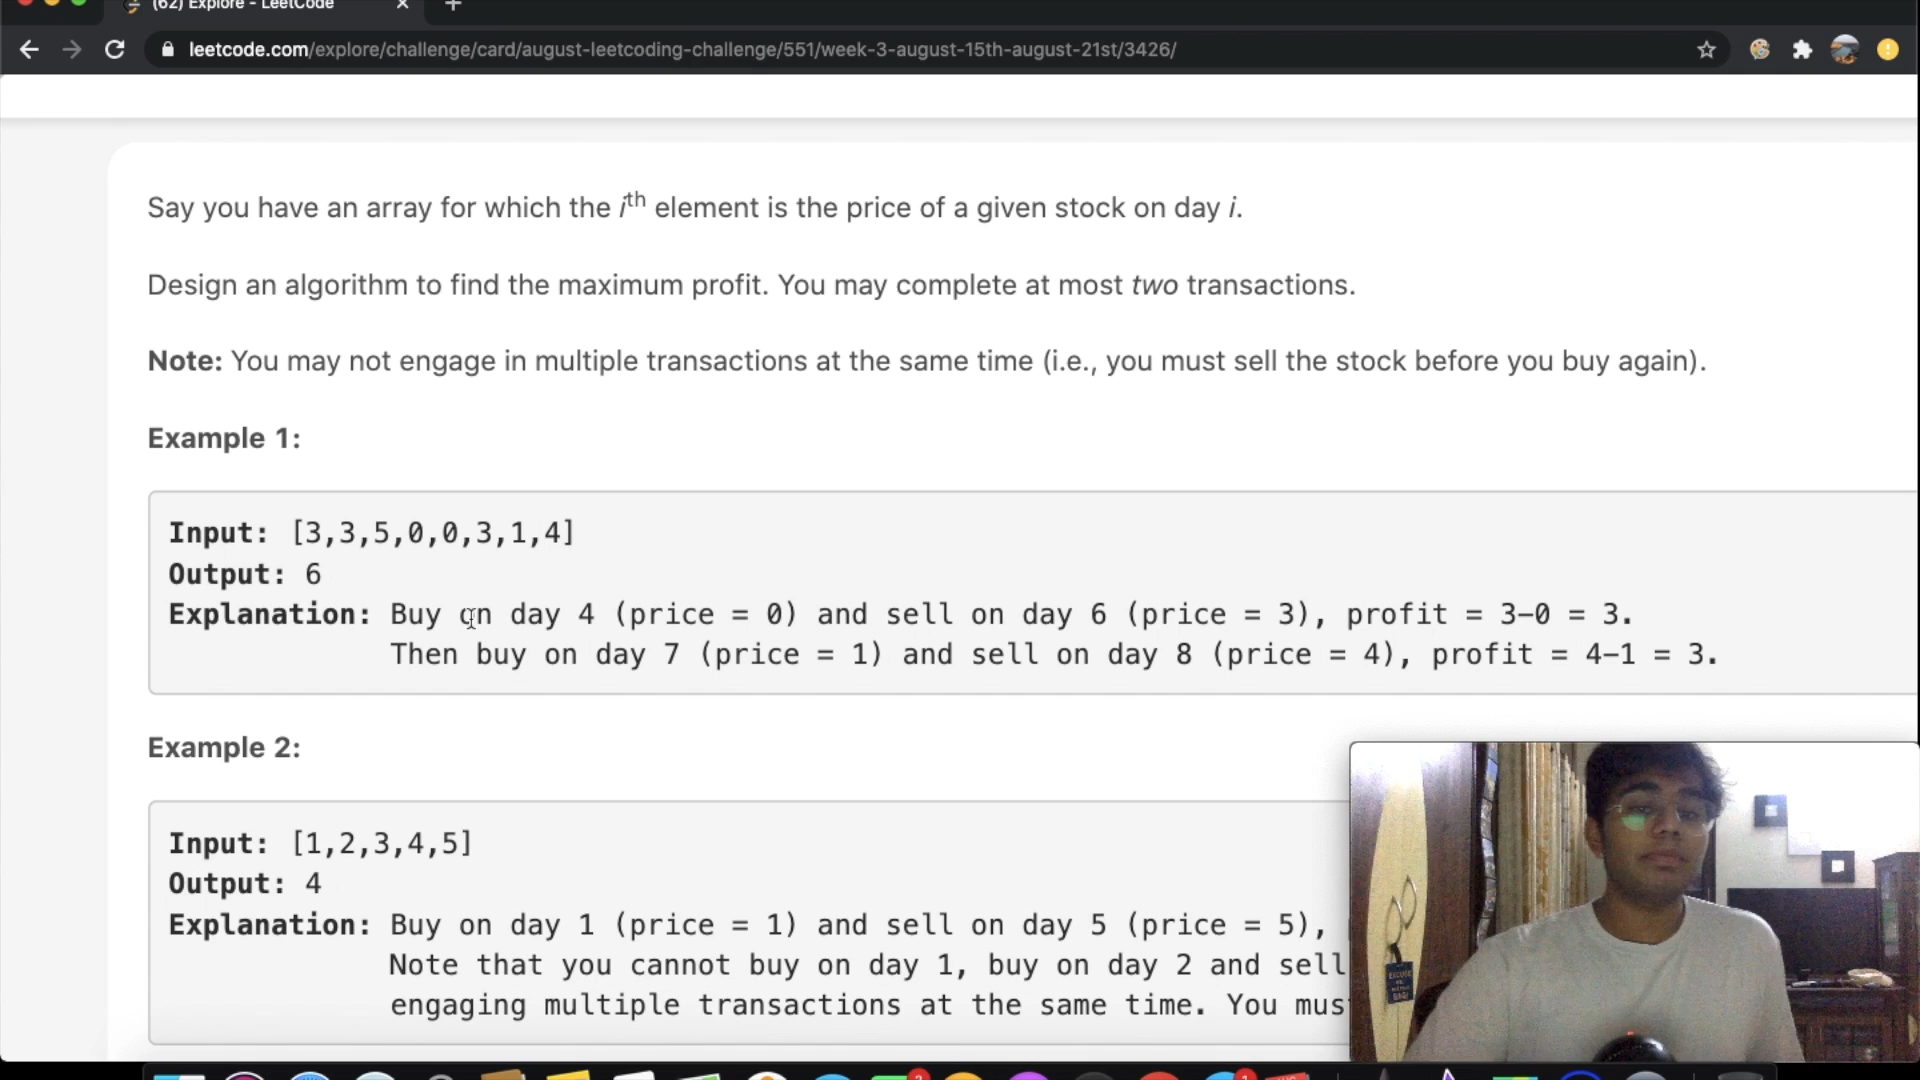 (62) Explore - LeetCode
leetcode.com/explore/challenge/card/august-leetcoding-challenge/551/week-3-august-15th-august-21st/3426/
Say you have an array for which the ith element is the price of a given stock on day i.
Design an algorithm to find the maximum profit. You may complete at most two transactions.
Note: You may not engage in multiple transactions at the same time (i.e., you must sell the stock before you buy again).
Example 1:
Input: [3,3,5,0,0,3,1,4]
Output: 6
Explanation: Buy on day 4 (price = 0) and sell on day 6 (price = 3), profit = 3-0 = 3.
Then buy on day 7 (price = 1) and sell on day 8 (price = 4), profit = 4-1 = 3.
Example 2:
Input: [1,2,3,4,5]
Output: 4
Explanation: Buy on day 1 (price = 1) and sell on day 5 (price = 5),
Note that you cannot buy on day 1, buy on day 2 and sell
engaging multiple transactions at the same time. You mus